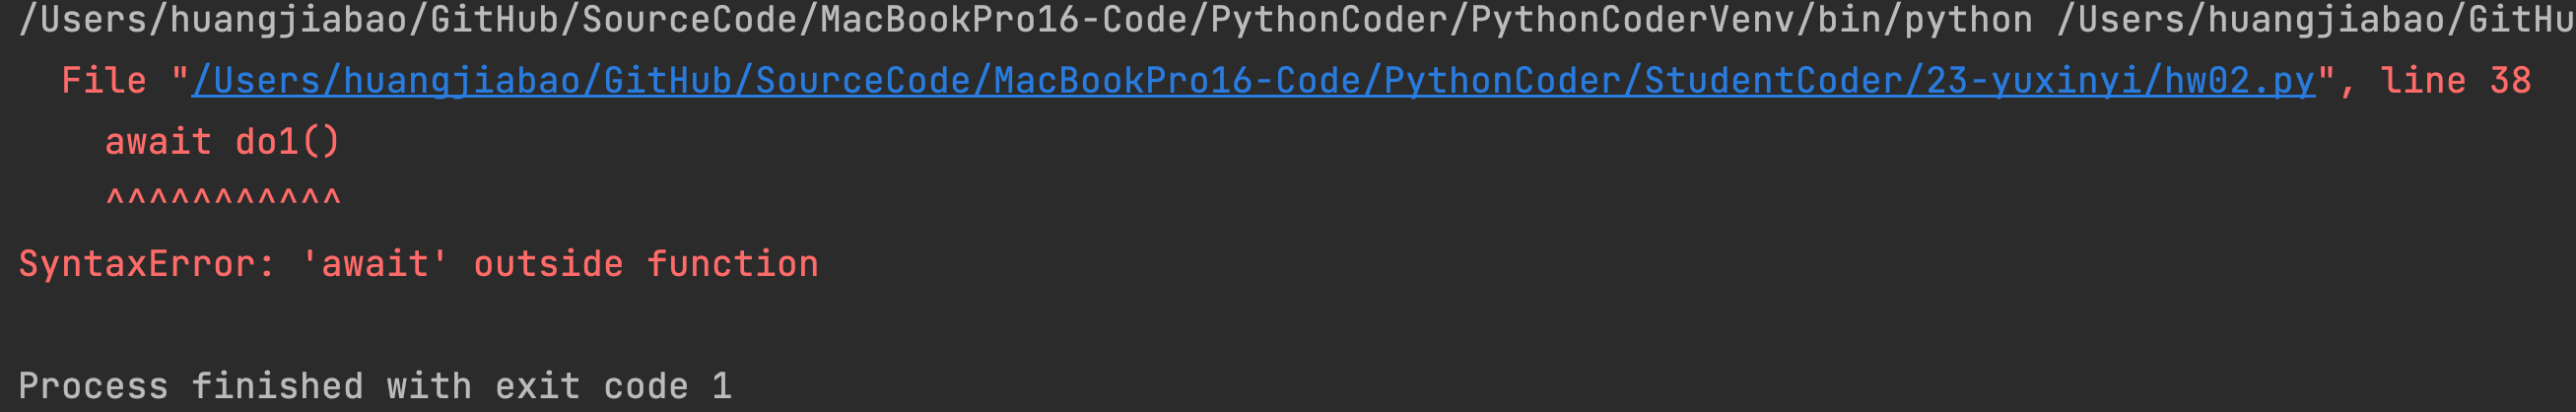 /Users/huangjiabao/GitHub/SourceCode/MacBookPro16-Code/PythonCoder/PythonCoderVenv/bin/python /Users/huangjiabao/GitHu
File "/Users/huangjiabao/GitHub/SourceCode/MacBookPro16-Code/PythonCoder/StudentCoder/23-yuxinyi/hw02.py", line 38
await do1()
^^^^^^^^^^^
SyntaxError: 'await' outside function
Process finished with exit code 1